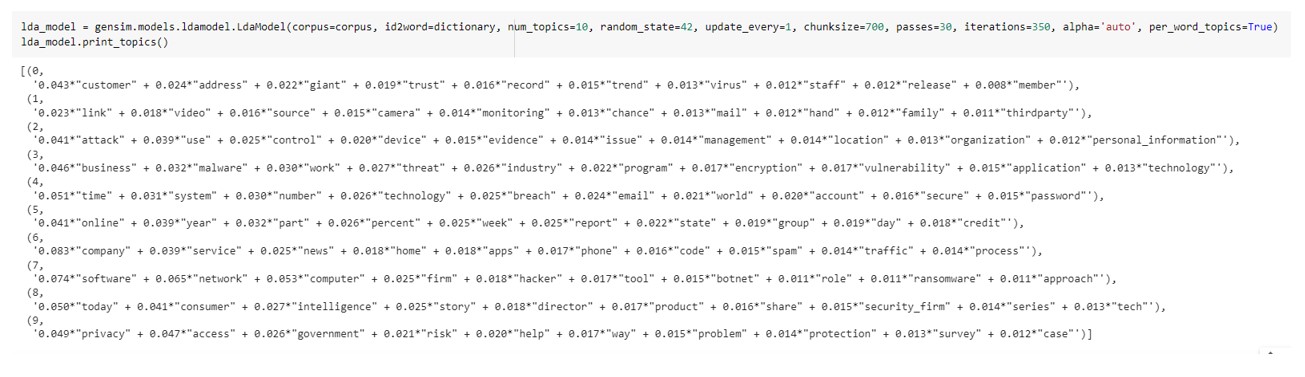 lda_model = gensim.models.ldamodel.LdaModel(corpus=corpus, id2word=dictionary, num_topics=10, random_state=42, update_every=1, chunksize=700, passes=30, iterations=350, alpha='auto', per_word_topics=True)
lda_model.print_topics()
[(0,
'0.043*"customer" + 0.024*"address" + 0.022*"giant" + 0.019*"trust" + 0.016*"record" + 0.015*"trend" + 0.013*"virus" + 0.012*"staff" + 0.012*"release" + 0.008*"member"'),
(1,
'0.023*"link" + 0.018*"video" + 0.016*"source" + 0.015*"camera" + 0.014*"monitoring" + 0.013*"chance" + 0.013*"mail" + 0.012*"hand" + 0.012*"family" + 0.011*"thirdparty"'),
(2,
'0.041*"attack" + 0.039*"use" + 0.025*"control" + 0.020*"device" + 0.015*"evidence" + 0.014*"issue" + 0.014*"management" + 0.014*"location" + 0.013*"organization" + 0.012*"personal_information"'),
(3,
'0.046*"business" + 0.032*"malware" + 0.030*"work" + 0.027*"threat" + 0.026*"industry" + 0.022*"program" + 0.017*"encryption" + 0.017*"vulnerability" + 0.015*"application" + 0.013*"technology"'),
(4,
'0.051*"time" + 0.031*"system" + 0.030*"number" + 0.026*"technology" + 0.025*"breach" + 0.024*"email" + 0.021*"world" + 0.020*"account" + 0.016*"secure" + 0.015*"password"'),
(5,
'0.041*"online" + 0.039*"year" + 0.032*"part" + 0.026*"percent" + 0.025*"week" + 0.025*"report" + 0.022*"state" + 0.019*"group" + 0.019*"day" + 0.018*"credit"'),
(6,
'0.083*"company" + 0.039*"service" + 0.025*"news" + 0.018*"home" + 0.018*"apps" + 0.017*"phone" + 0.016*"code" + 0.015*"spam" + 0.014*"traffic" + 0.014*"process"'),
(7,
'0.074*"software" + 0.065*"network" + 0.053*"computer" + 0.025*"firm" + 0.018*"hacker" + 0.017*"tool" + 0.015*"botnet" + 0.011*"role" + 0.011*"ransomware" + 0.011*"approach"'),
(8,
'0.050*"today" + 0.041*"consumer" + 0.027*"intelligence" + 0.025*"story" + 0.018*"director" + 0.017*"product" + 0.016*"share" + 0.015*"security_firm" + 0.014*"series" + 0.013*"tech"'),
(9,
'0.049*"privacy" + 0.047*"access" + 0.026*"government" + 0.021*"risk" + 0.020*"help" + 0.017*"way" + 0.015*"problem" + 0.014*"protection" + 0.013*"survey" + 0.012*"case"')]